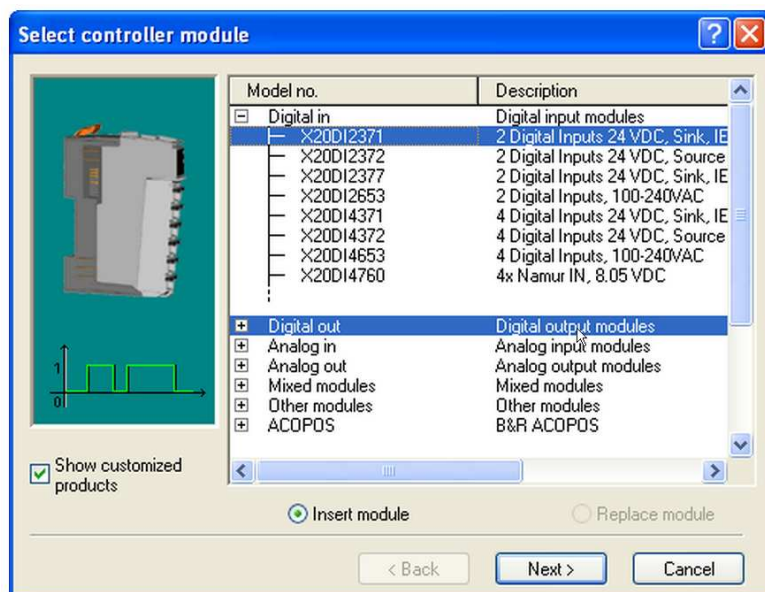 Select controller module
Model no. Description
Digital in Digital input modules
X20DI2371 2 Digital Inputs 24 VDC, Sink, IE
X20DI2372 2 Digital Inputs 24 VDC, Source
X20DI2377 2 Digital Inputs 24 VDC, Sink, IE
X20DI2653 2 Digital Inputs, 100-240VAC
X20DI4371 4 Digital Inputs 24 VDC, Sink, IE
X20DI4372 4 Digital Inputs 24 VDC, Source
X20DI4653 4 Digital Inputs, 100-240VAC
X20DI4760 4x Namur IN, 8.05 VDC
Digital out Digital output modules
Analog in Analog input modules
Analog out Analog output modules
Mixed modules Mixed modules
Other modules Other modules
ACOPOS B&R ACOPOS
1
0
Show customized
products
Insert module Replace module
< Back Next > Cancel